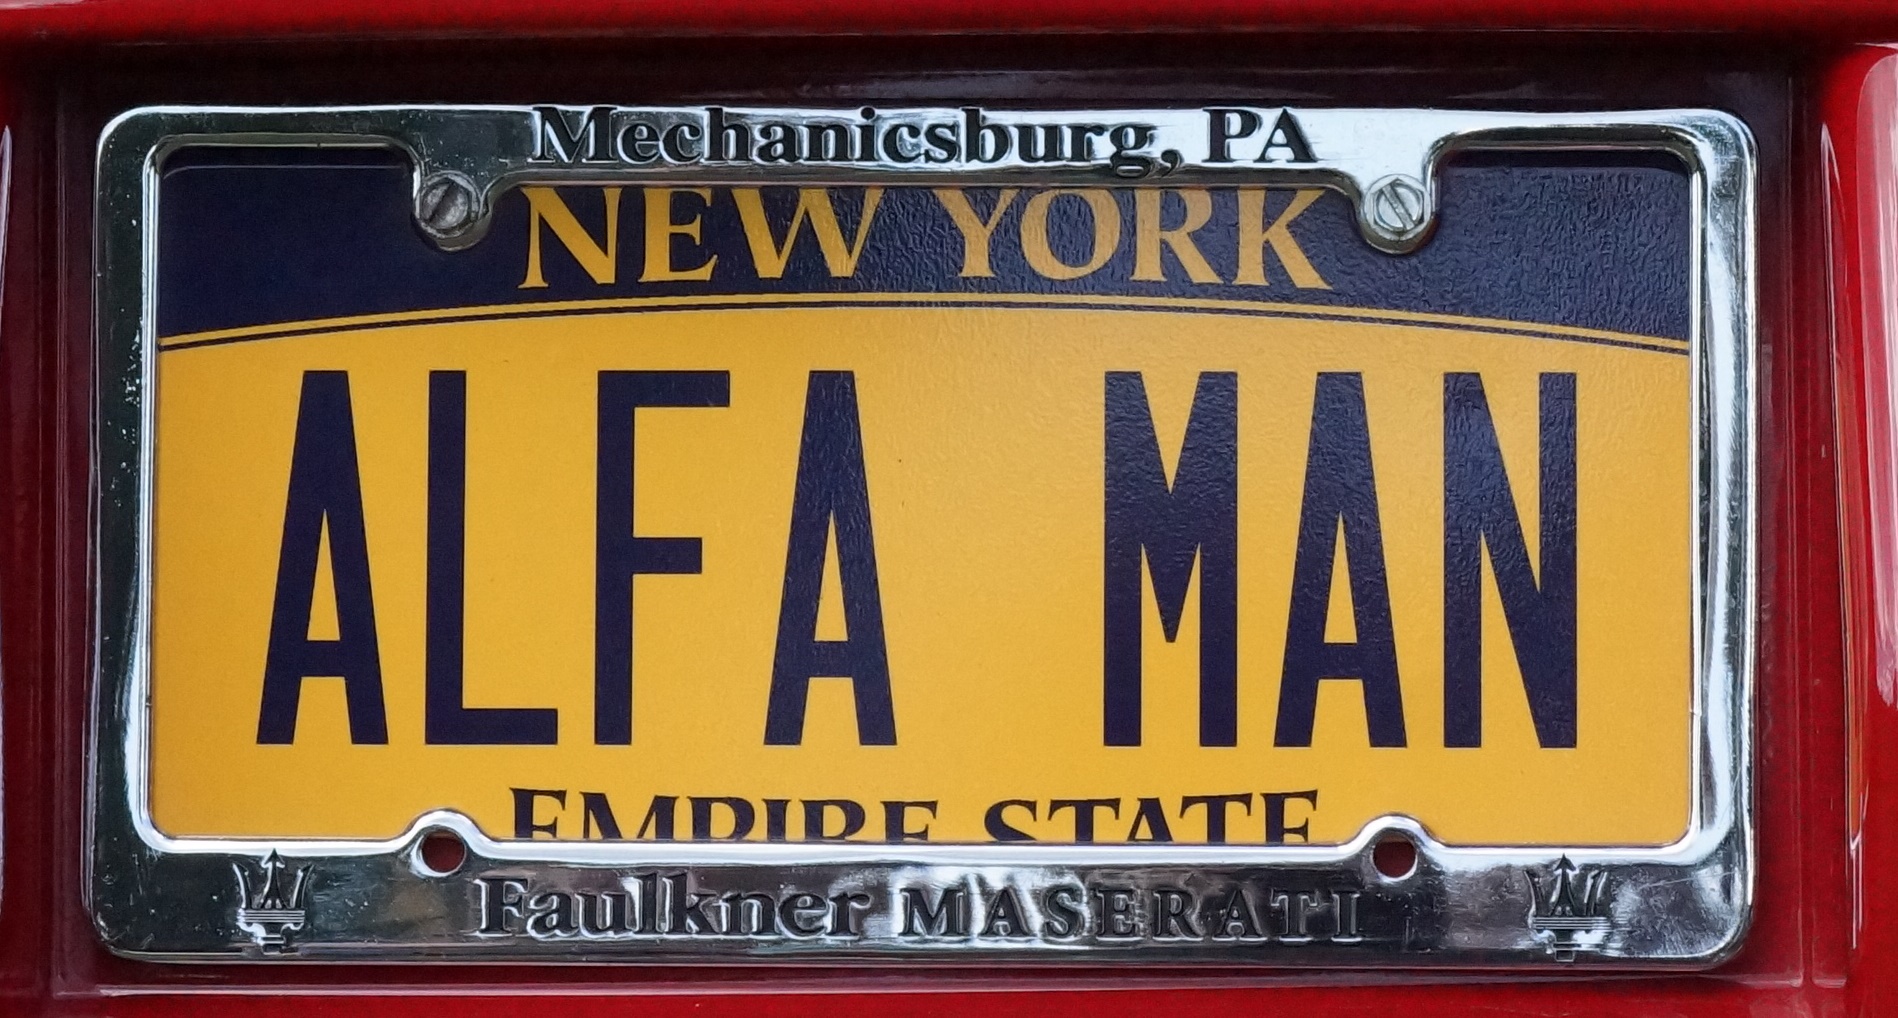 Mechanicsburg, PA
NEW YORK
ALFA MAN
EMPIRE STATE
Faulkner MASERATI